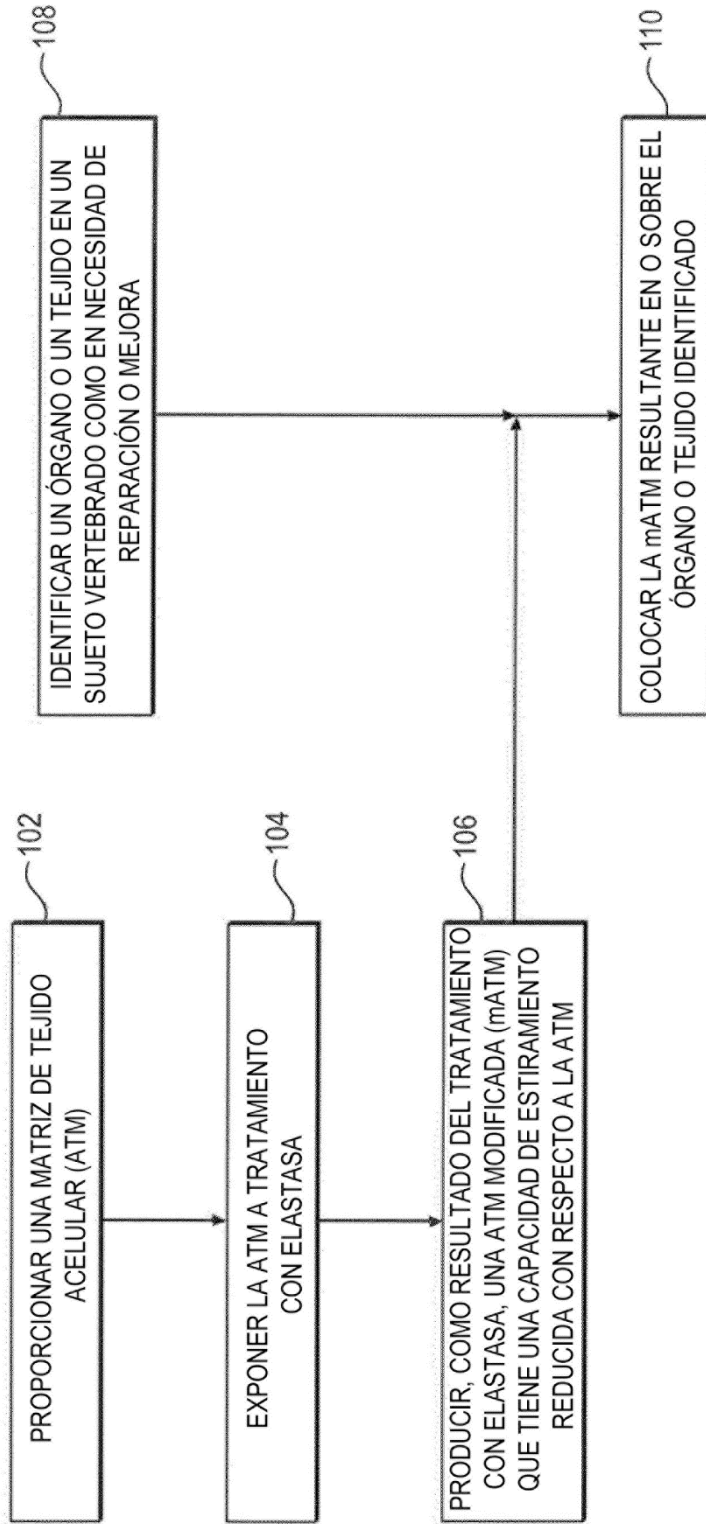 PROPORCIONAR UNA MATRIZ DE TEJIDO
ACELULAR (ATM)
102
EXPONER LA ATM A TRATAMIENTO
CON ELASTASA
104
PRODUCIR, COMO RESULTADO DEL TRATAMIENTO
CON ELASTASA, UNA ATM MODIFICADA (mATM)
QUE TIENE UNA CAPACIDAD DE ESTIRAMIENTO
REDUCIDA CON RESPECTO A LA ATM
106
IDENTIFICAR UN ÓRGANO O UN TEJIDO EN UN
SUJETO VERTEBRADO COMO EN NECESIDAD DE
REPARACIÓN O MEJORA
108
COLOCAR LA mATM RESULTANTE EN O SOBRE EL
ÓRGANO O TEJIDO IDENTIFICADO
110